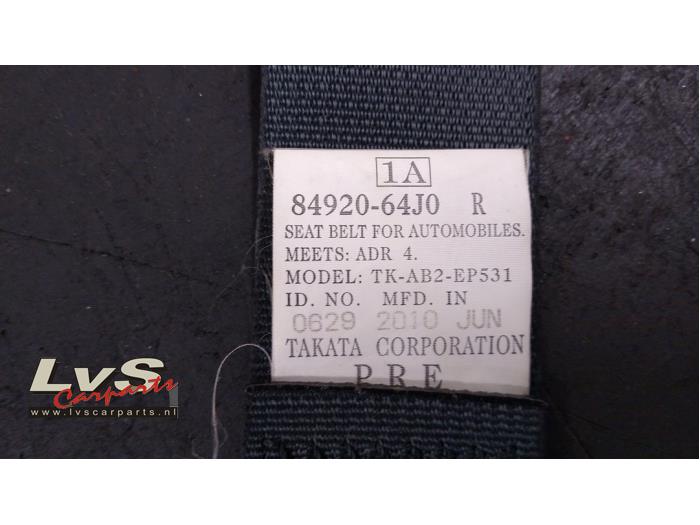 1A
84920-64J0 R
SEAT BELT FOR AUTOMOBILES.
MEETS: ADR 4.
MODEL: TK-AB2-EP531
ID. NO. MFD. IN
0629 2010 JUN
TAKATA CORPORATION
PRE
LvS
Carparts
www.lvscarparts.nl